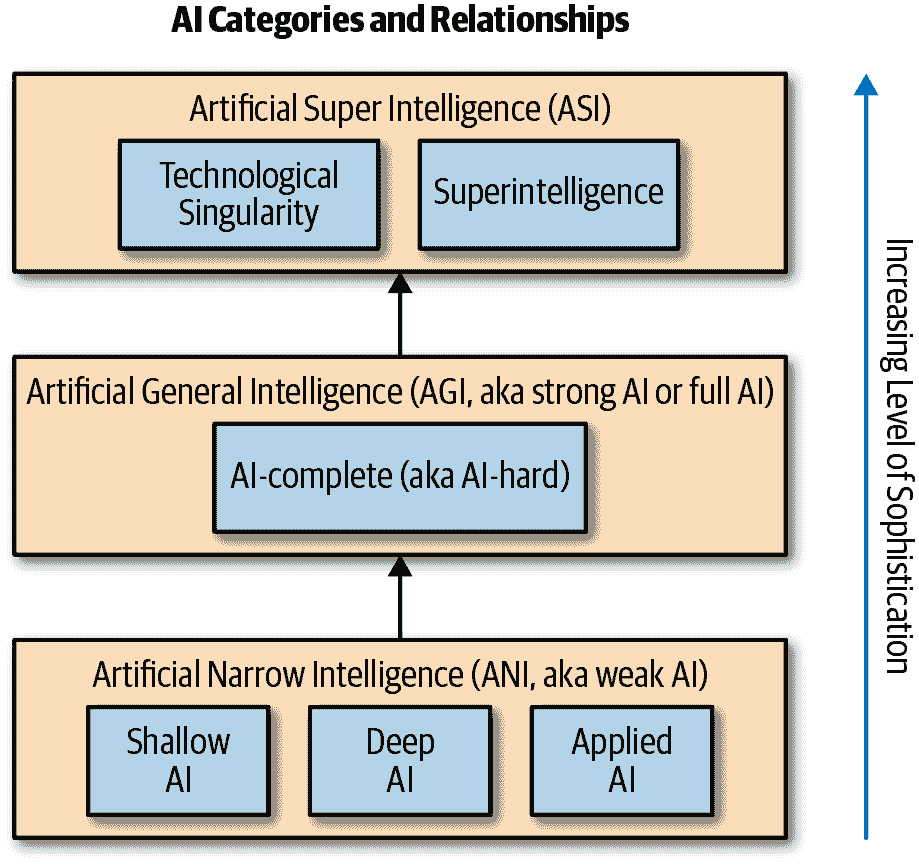 AI Categories and Relationships
Artificial Super Intelligence (ASI)
Technological
Singularity
Superintelligence
Artificial General Intelligence (AGI, aka strong AI or full AI)
AI-complete (aka AI-hard)
Artificial Narrow Intelligence (ANI, aka weak AI)
Shallow
AI
Deep
AI
Applied
AI
Increasing Level of Sophistication